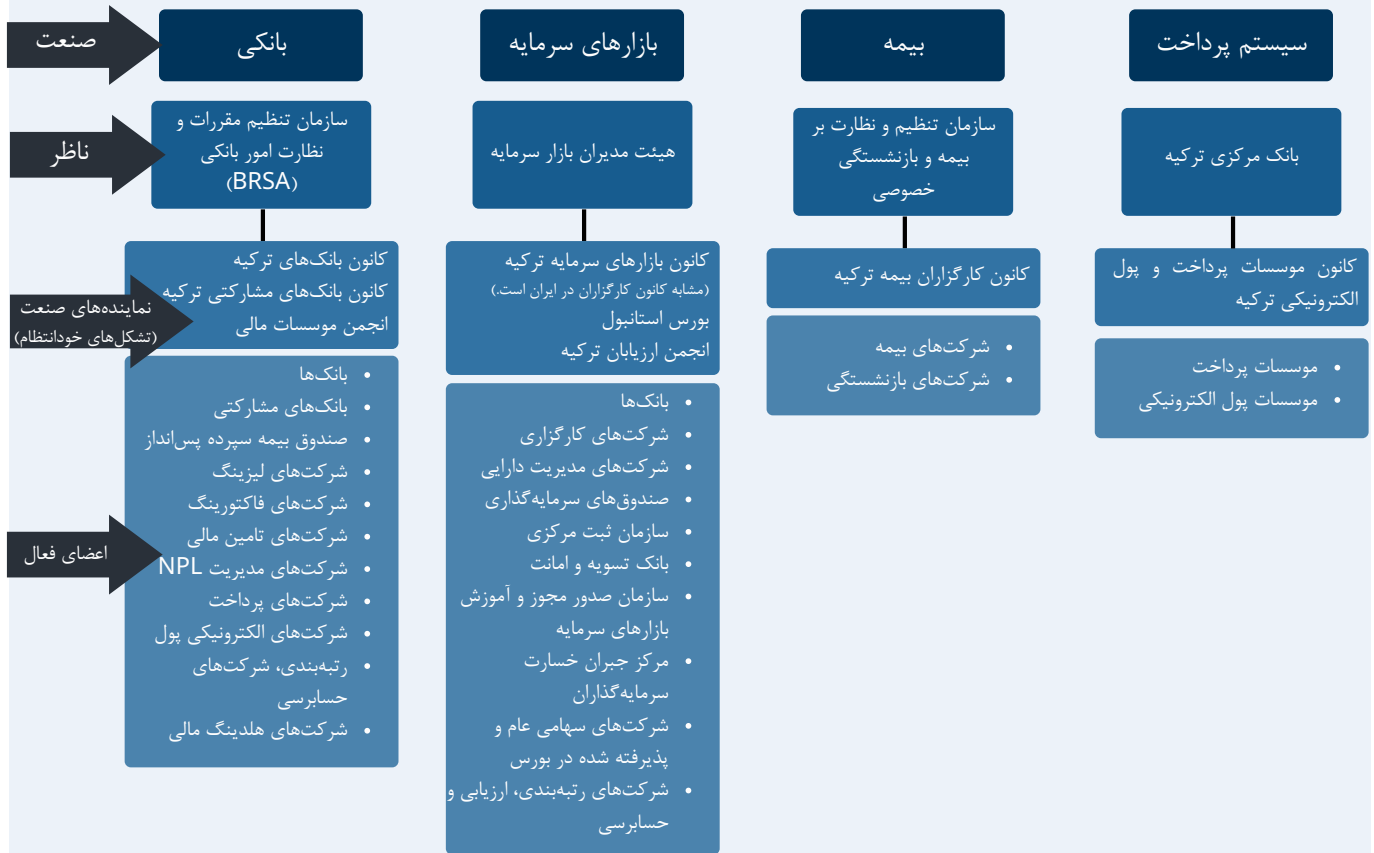 صنعت
بانکی
بازارهای سرمایه
بیمه
سیستم پرداخت
ناظر
سازمان تنظیم مقررات و
نظارت امور بانکی
(BRSA)
هیئت مدیران بازار سرمایه
سازمان تنظیم و نظارت بر
بیمه و بازنشستگی
خصوصی
بانک مرکزی ترکیه
نماینده‌های صنعت
(تشکل‌های خودانتظام)
کانون بانک‌های ترکیه
کانون بانک‌های مشارکتی ترکیه
انجمن موسسات مالی
کانون بازارهای سرمایه ترکیه
(مشابه کانون کارگزاران در ایران است.)
بورس استانبول
انجمن ارزیابان ترکیه
کانون کارگزاران بیمه ترکیه
کانون موسسات پرداخت و پول
الکترونیکی ترکیه
اعضای فعال
• بانک‌ها
• بانک‌های مشارکتی
• صندوق بیمه سپرده پس‌انداز
• شرکت‌های لیزینگ
• شرکت‌های فاکتورینگ
• شرکت‌های تامین مالی
• شرکت‌های مدیریت NPL
• شرکت‌های پرداخت
• شرکت‌های الکترونیکی پول
• رتبه‌بندی، شرکت‌های
حسابرسی
• شرکت‌های هلدینگ مالی
• بانک‌ها
• شرکت‌های کارگزاری
• شرکت‌های مدیریت دارایی
• صندوق‌های سرمایه‌گذاری
• سازمان ثبت مرکزی
• بانک تسویه و امانت
• سازمان صدور مجوز و آموزش
بازارهای سرمایه
• مرکز جبران خسارت
سرمایه‌گذاران
• شرکت‌های سهامی عام و
پذیرفته شده در بورس
• شرکت‌های رتبه‌بندی، ارزیابی و
حسابرسی
• شرکت‌های بیمه
• شرکت‌های بازنشستگی
• موسسات پرداخت
• موسسات پول الکترونیکی